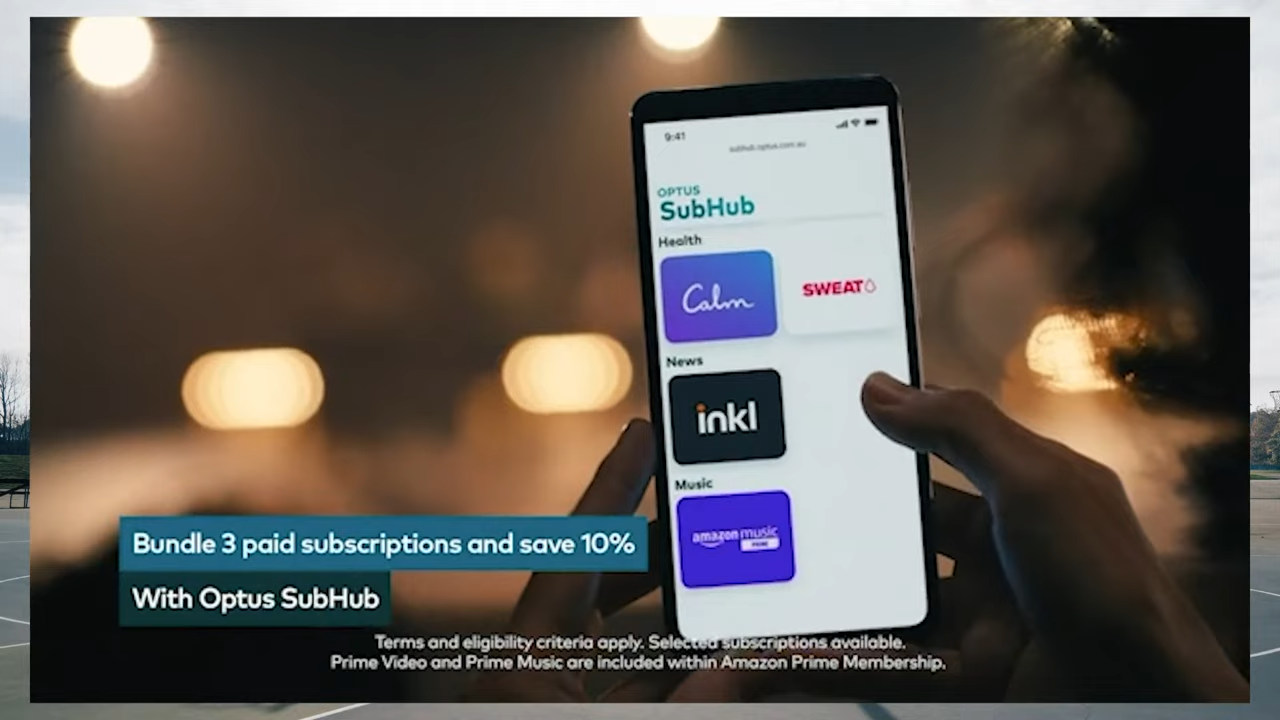 9:41
subhub.optus.com.au
OPTUS
SubHub
Health
Calm
SWEAT
News
inkl
Music
amazon music
PRIME
Bundle 3 paid subscriptions and save 10%
With Optus SubHub
Terms and eligibility criteria apply. Selected subscriptions available.
Prime Video and Prime Music are included within Amazon Prime Membership.